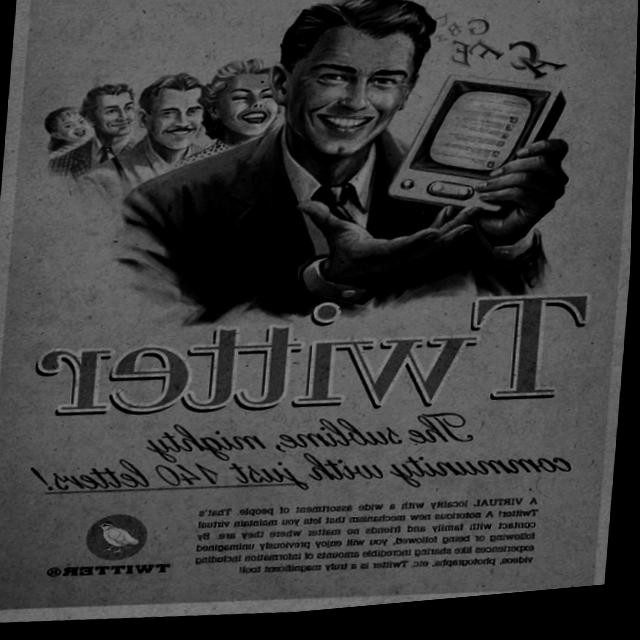 Twitter
The sublime, mighty
community with just 140 letters!
A VIRTUAL locality with a wide assortment of people. That's
Twitter! A notorious new mechanism that lets you maintain virtual
contact with family and friends no matter where they are. By
following or being followed, you will enjoy previously unimagined
experiences like sharing incredible amounts of information including
videos, photographs, etc. Twitter is a truly magnificent tool!
TWITTER®